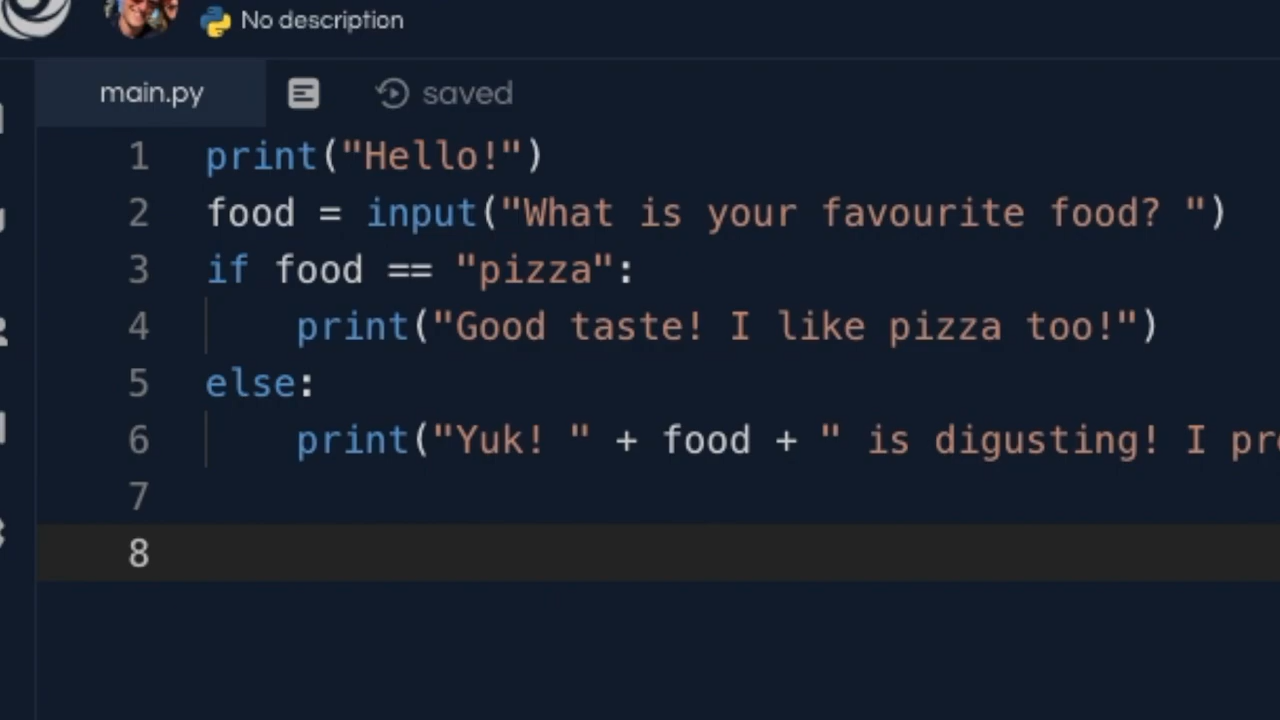 No description
main.py saved
1 print("Hello!")
2 food = input("What is your favourite food? ")
3 if food == "pizza":
4 print("Good taste! I like pizza too!")
5 else:
6 print("Yuk! " + food + " is digusting! I
7
8